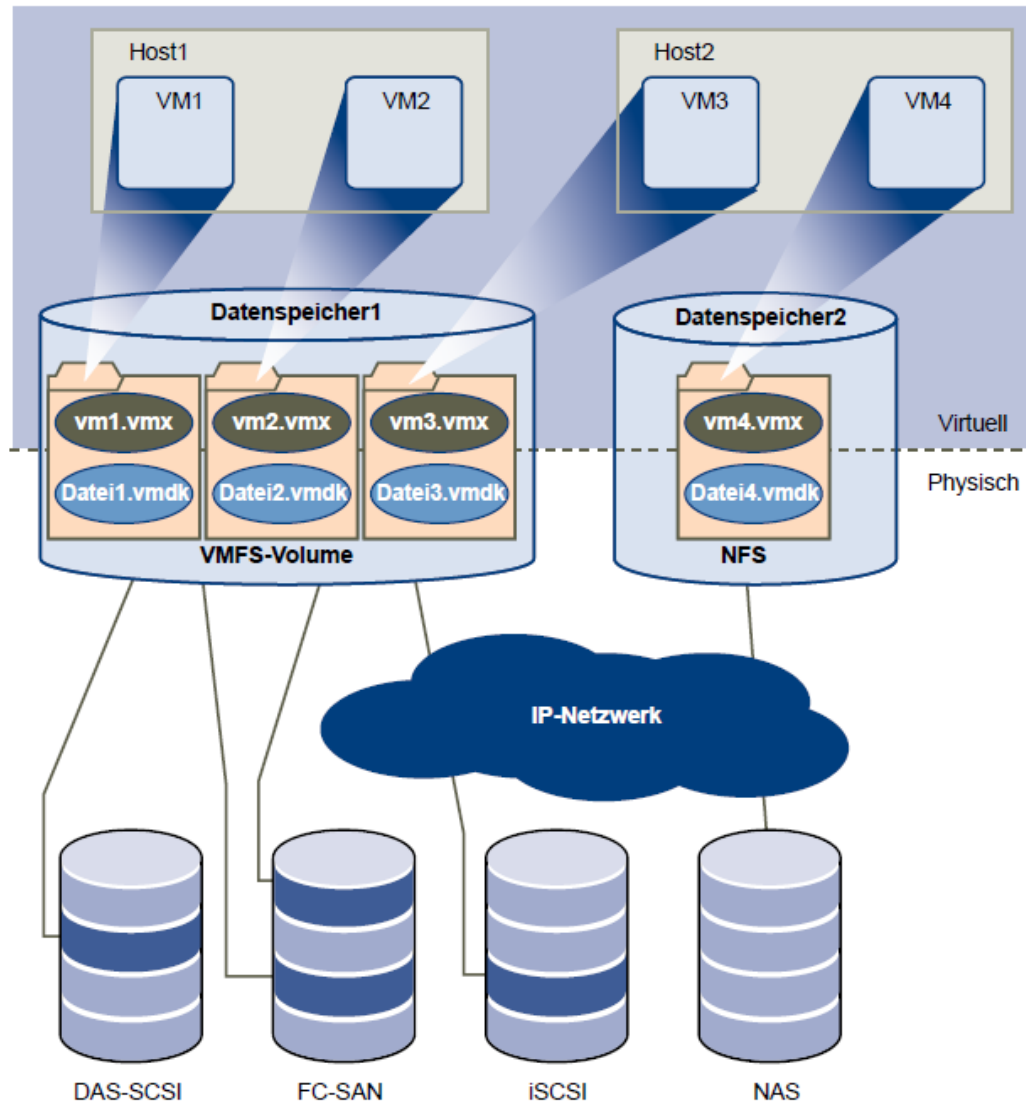 Host1
Host2
VM1
VM2
VM3
VM4
Datenspeicher1
Datenspeicher2
vm1.vmx
vm2.vmx
vm3.vmx
vm4.vmx
Virtuell
Datei1.vmdk
Datei2.vmdk
Datei3.vmdk
Datei4.vmdk
Physisch
VMFS-Volume
NFS
IP-Netzwerk
DAS-SCSI
FC-SAN
iSCSI
NAS